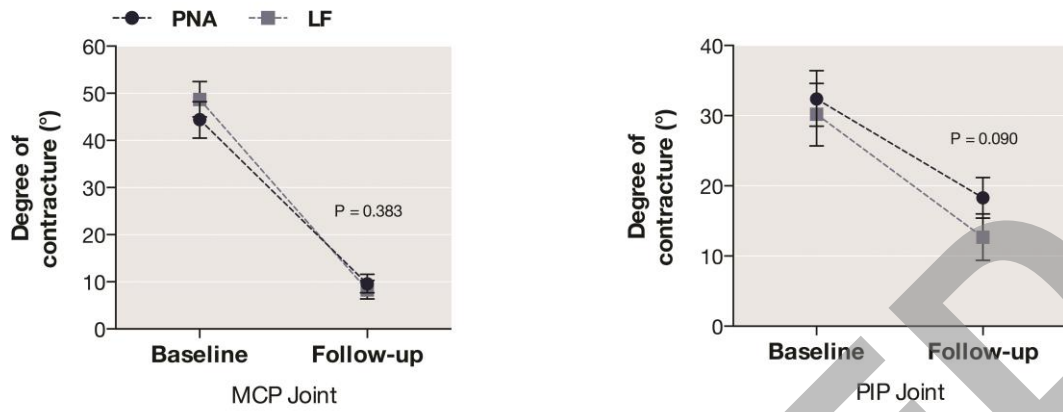 PNA LF
60
50
40
30
20
10
0
Degree of
contracture (°)
P = 0.383
Baseline Follow-up
MCP Joint
40
30
20
10
0
Degree of
contracture (°)
P = 0.090
Baseline Follow-up
PIP Joint